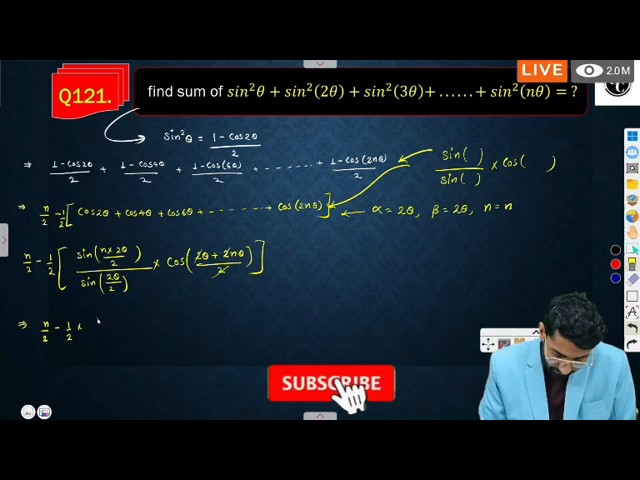 LIVE 2.0M
Q121.
find sum of sin²θ + sin²(2θ) + sin²(3θ) + …… + sin²(nθ) = ?
Sin²θ = (1-Cos2θ)/2
⇒ (1-Cos2θ)/2 + (1-Cos4θ)/2 + (1-Cos(6θ))/2 + ------ + (1-Cos(2nθ))/2
Sin( )/Sin( ) × Cos( )
⇒ n/2 - 1/2 [ Cos2θ + Cos4θ + Cos6θ + ------ + Cos(2nθ) ] ← α = 2θ, β = 2θ, n = n
n/2 - 1/2 [ Sin(n×2θ/2) / Sin(2θ/2) × Cos((2θ + 2nθ)/2) ]
⇒ n/2 - 1/2 ×
SUBSCRIBE